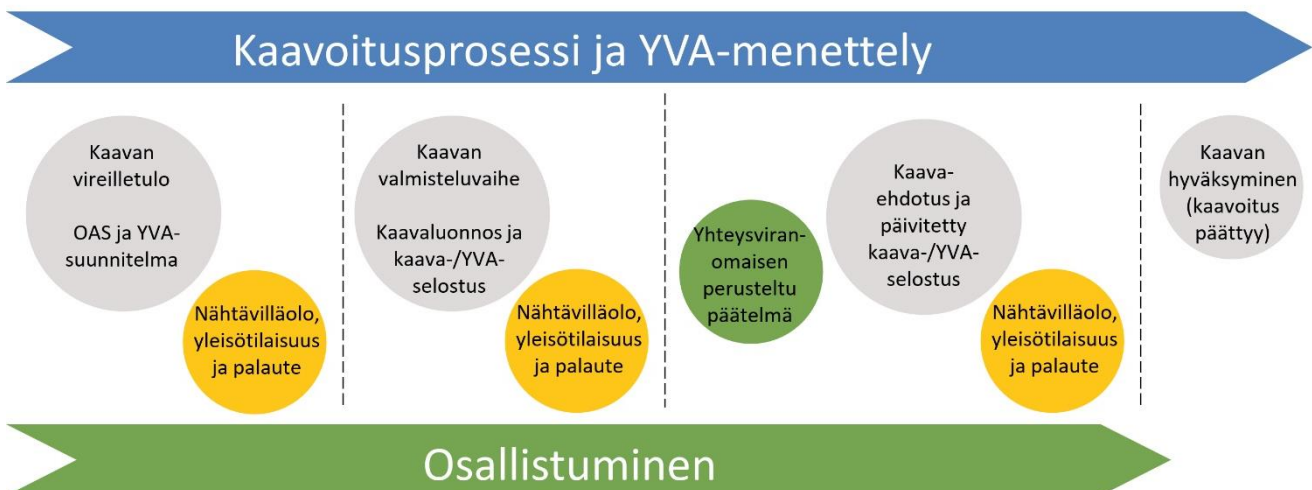 Kaavoitusprosessi ja YVA-menettely
Kaavan
vireilletulo
OAS ja YVA-
suunnitelma
Nähtävilläolo,
yleisötilaisuus
ja palaute
Kaavan
valmisteluvaihe
Kaavaluonnos ja
kaava-/YVA-
selostus
Nähtävilläolo,
yleisötilaisuus
ja palaute
Yhteysviran-
omaisen
perusteltu
päätelmä
Kaava-
ehdotus ja
päivitetty
kaava-/YVA-
selostus
Nähtävilläolo,
yleisötilaisuus
ja palaute
Kaavan
hyväksyminen
(kaavoitus
päättyy)
Osallistuminen